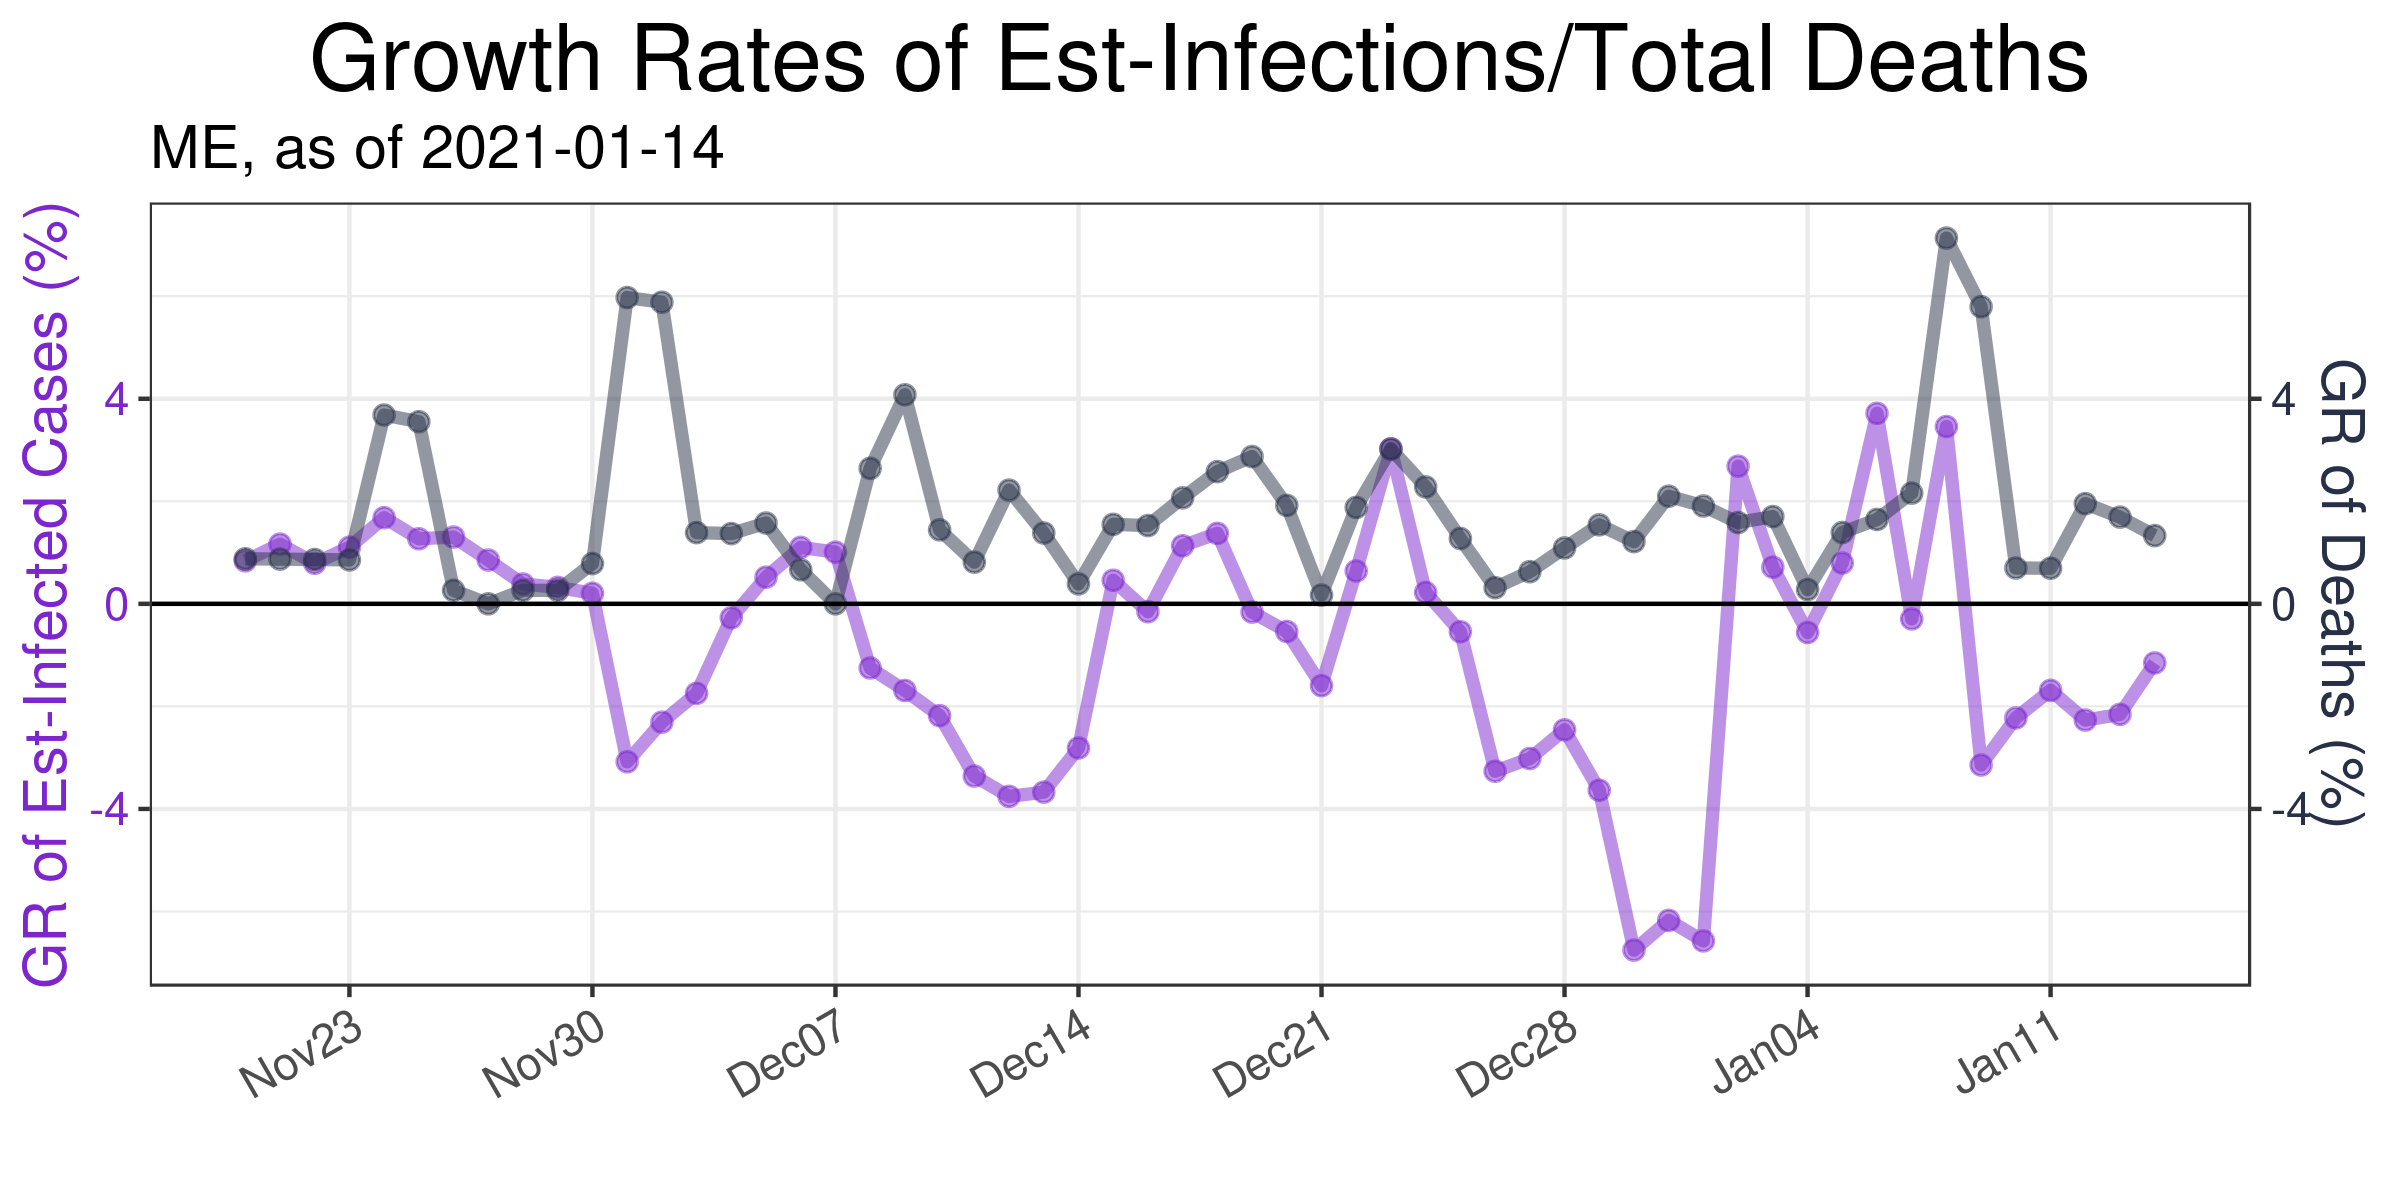 Growth Rates of Est-Infections/Total Deaths
ME, as of 2021-01-14
GR of Est-Infected Cases (%)
4
0
-4
4
0
-4
GR of Deaths (%)
Nov23
Nov30
Dec07
Dec14
Dec21
Dec28
Jan04
Jan11